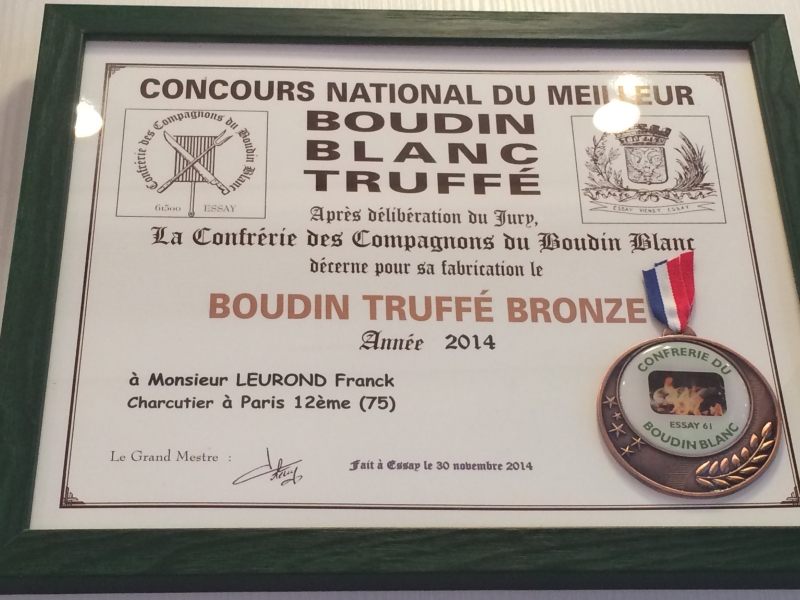 CONCOURS NATIONAL DU MEILLEUR
BOUDIN
BLANC
TRUFFÉ
Confrérie des Compagnons du Boudin Blanc
61500 ESSAY
Après délibération du Jury,
La Confrérie des Compagnons du Boudin Blanc
décerne pour sa fabrication le
BOUDIN TRUFFÉ BRONZE
Année 2014
à Monsieur LEUROND Franck
Charcutier à Paris 12ème (75)
Le Grand Mestre :
Fait à Essay le 30 novembre 2014
CONFRERIE DU
ESSAY 61
BOUDIN BLANC